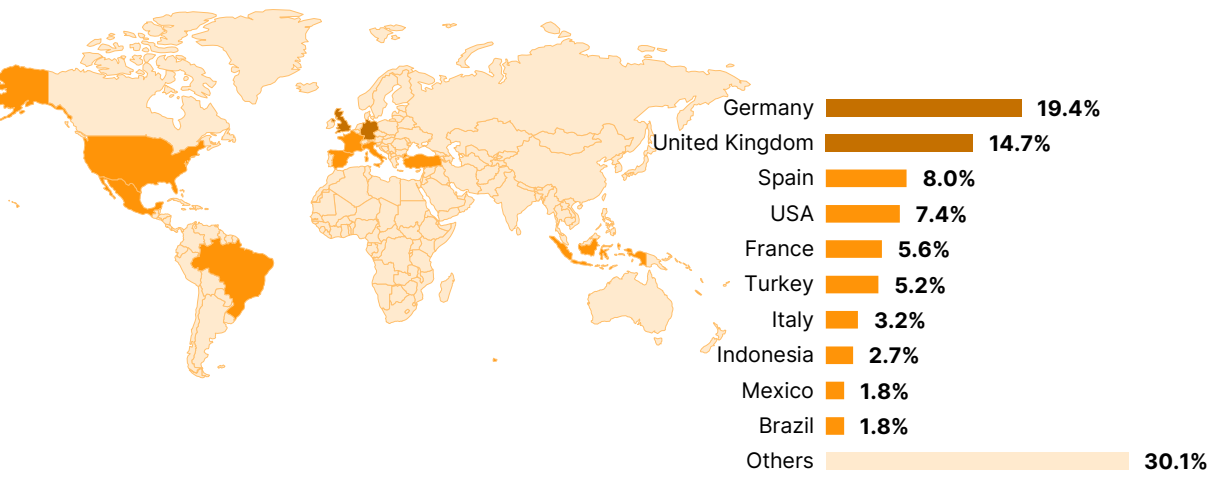 Germany 19.4%
United Kingdom 14.7%
Spain 8.0%
USA 7.4%
France 5.6%
Turkey 5.2%
Italy 3.2%
Indonesia 2.7%
Mexico 1.8%
Brazil 1.8%
Others 30.1%